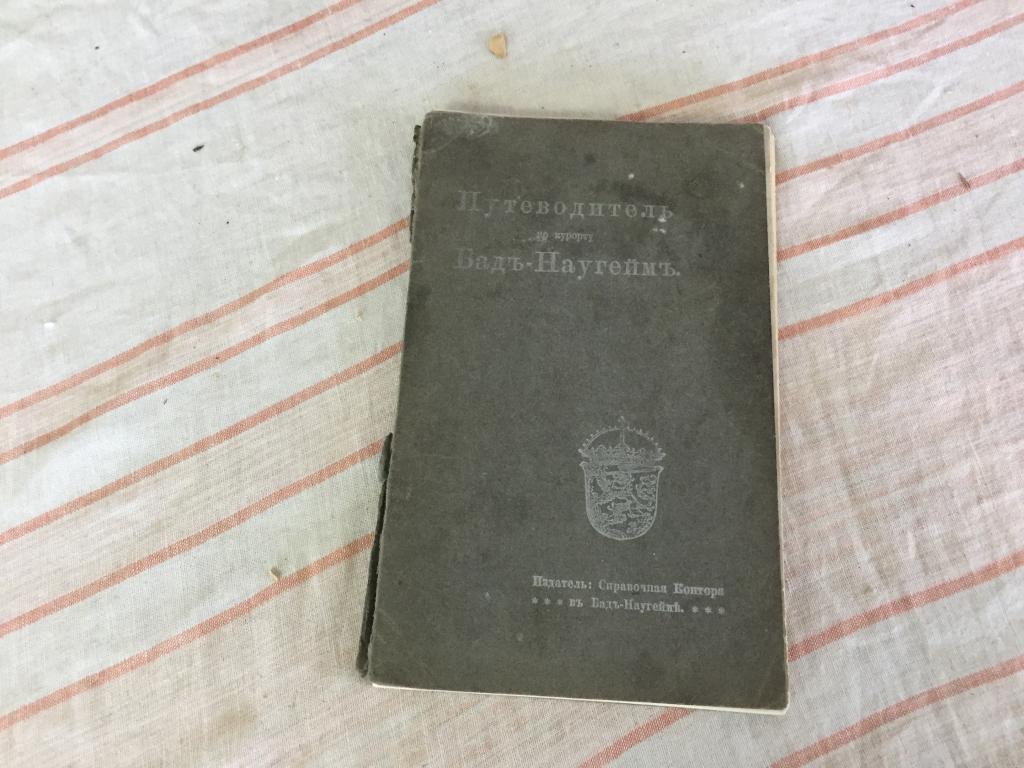 Путеводитель
по курорту
Бадъ-Наугеймъ.
Издатель: Справочная Контора
* * * въ Бадъ-Наугеймѣ. * * *